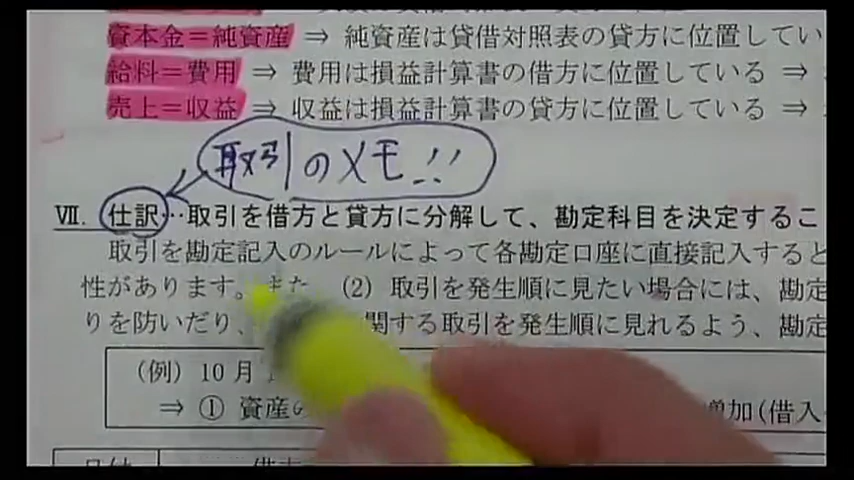 資本金＝純資産 ⇒ 純資産は貸借対照表の貸方に位置してい
給料＝費用 ⇒ 費用は損益計算書の借方に位置している ⇒
売上＝収益 ⇒ 収益は損益計算書の貸方に位置している ⇒
取引のメモ!!
Ⅶ. 仕訳…取引を借方と貸方に分解して、勘定科目を決定するこ
取引を勘定記入のルールによって各勘定口座に直接記入すると
性があります。また (2) 取引を発生順に見たい場合には、勘定
りを防いだり、 関する取引を発生順に見れるよう、勘定
(例) 10 月
⇒ ① 資産の 増加(借入
日付 借方